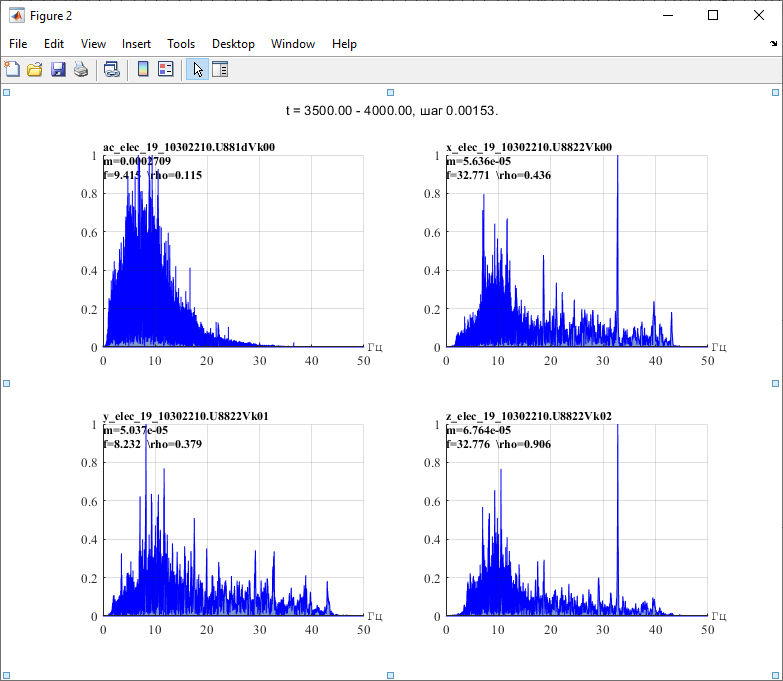 Figure 2
File Edit View Insert Tools Desktop Window Help
t = 3500.00 - 4000.00, шаг 0.00153.
ac_elec_19_10302210.U881dVk00
m=0.0002709
f=9.415 \rho=0.115
1
0.8
0.6
0.4
0.2
0
0 10 20 30 40 50
Гц
x_elec_19_10302210.U8822Vk00
m=5.636e-05
f=32.771 \rho=0.436
1
0.8
0.6
0.4
0.2
0
0 10 20 30 40 50
Гц
y_elec_19_10302210.U8822Vk01
m=5.037e-05
f=8.232 \rho=0.379
1
0.8
0.6
0.4
0.2
0
0 10 20 30 40 50
Гц
z_elec_19_10302210.U8822Vk02
m=6.764e-05
f=32.776 \rho=0.906
1
0.8
0.6
0.4
0.2
0
0 10 20 30 40 50
Гц